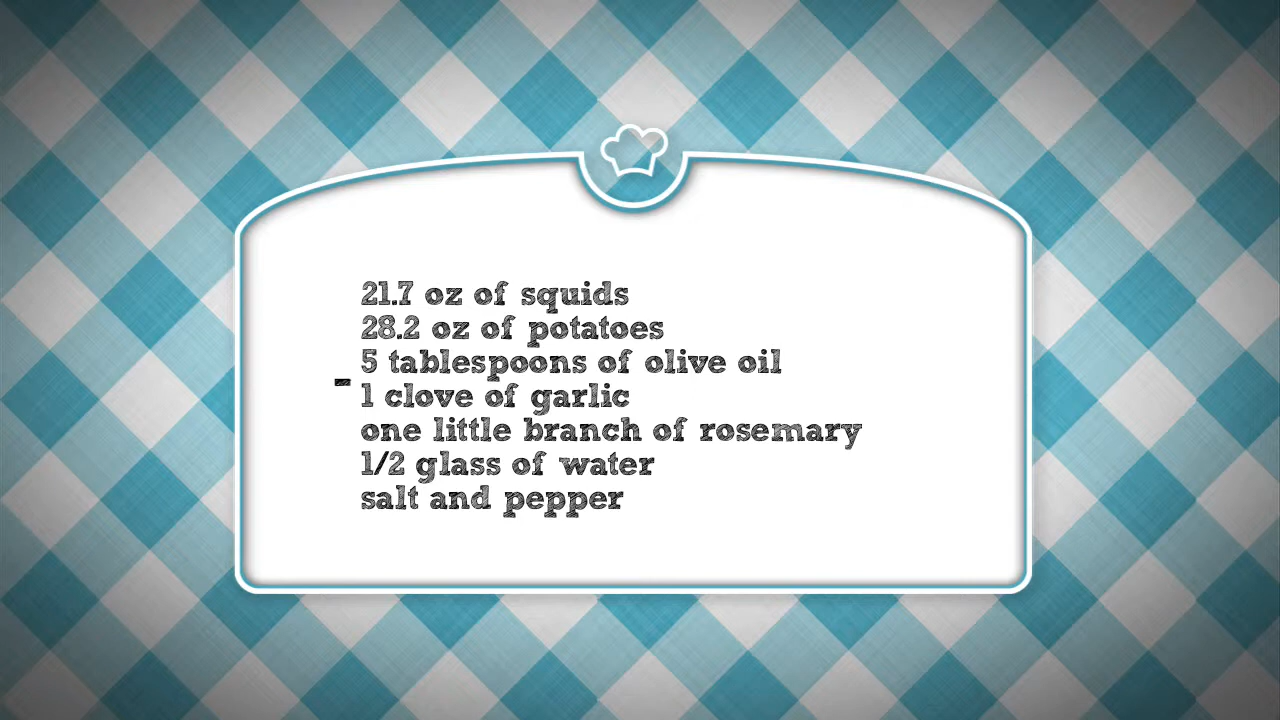 21.7 oz of squids
28.2 oz of potatoes
5 tablespoons of olive oil
- 1 clove of garlic
one little branch of rosemary
1/2 glass of water
salt and pepper